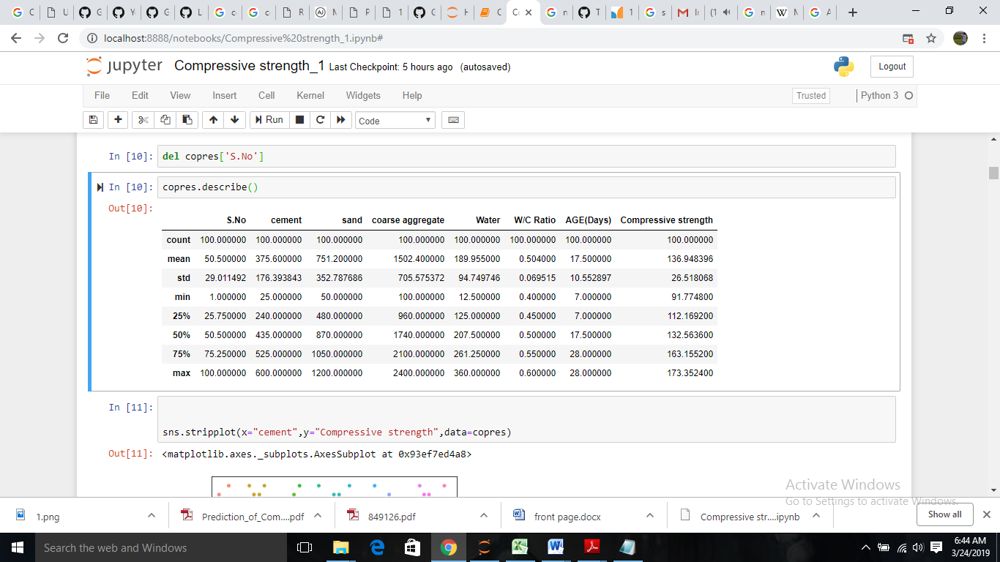 C U G Y G L c c R N P 1 G H C Co n T 1 s In (1 n N A
localhost:8888/notebooks/Compressive%20strength_1.ipynb#
jupyter Compressive strength_1 Last Checkpoint: 5 hours ago (autosaved) Logout
File Edit View Insert Cell Kernel Widgets Help Trusted Python 3
Run Code
In [10]: del copres['S.No']
In [10]: copres.describe()
Out[10]:
S.No cement sand coarse aggregate Water W/C Ratio AGE(Days) Compressive strength
count 100.000000 100.000000 100.000000 100.000000 100.000000 100.000000 100.000000 100.000000
mean 50.500000 375.600000 751.200000 1502.400000 189.955000 0.504000 17.500000 136.948396
std 29.011492 176.393843 352.787686 705.575372 94.749746 0.069515 10.552897 26.518068
min 1.000000 25.000000 50.000000 100.000000 12.500000 0.400000 7.000000 91.774800
25% 25.750000 240.000000 480.000000 960.000000 125.000000 0.450000 7.000000 112.169200
50% 50.500000 435.000000 870.000000 1740.000000 207.500000 0.500000 17.500000 132.563600
75% 75.250000 525.000000 1050.000000 2100.000000 261.250000 0.550000 28.000000 163.155200
max 100.000000 600.000000 1200.000000 2400.000000 360.000000 0.600000 28.000000 173.352400
In [11]:
sns.stripplot(x="cement",y="Compressive strength",data=copres)
Out[11]: <matplotlib.axes._subplots.AxesSubplot at 0x93ef7ed4a8>
Activate Windows
Go to Settings to activate Windows.
1.png Prediction_of_Com....pdf 849126.pdf front page.docx Compressive str....ipynb Show all
Search the web and Windows
6:44 AM
3/24/2019